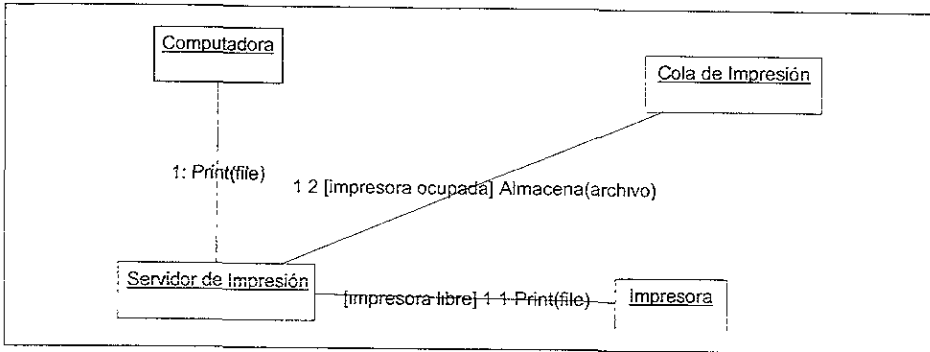 Computadora
Cola de Impresión
1: Print(file)
1 2 [impresora ocupada] Almacena(archivo)
Servidor de Impresión
[impresora libre] 1 1 Print(file)
Impresora